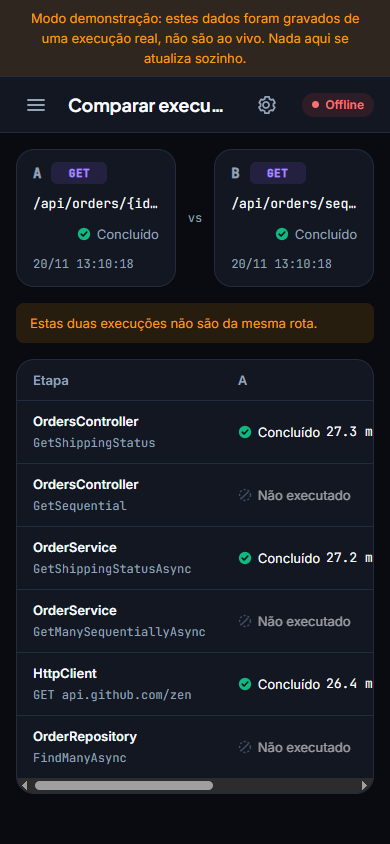 Modo demonstração: estes dados foram gravados de
uma execução real, não são ao vivo. Nada aqui se
atualiza sozinho.
Comparar execu... Offline
A GET
/api/orders/{id…
Concluído
20/11 13:10:18
vs
B GET
/api/orders/seq…
Concluído
20/11 13:10:18
Estas duas execuções não são da mesma rota.
Etapa A
OrdersController
GetShippingStatus
Concluído 27.3 m
OrdersController
GetSequential
Não executado
OrderService
GetShippingStatusAsync
Concluído 27.2 m
OrderService
GetManySequentiallyAsync
Não executado
HttpClient
GET api.github.com/zen
Concluído 26.4 m
OrderRepository
FindManyAsync
Não executado